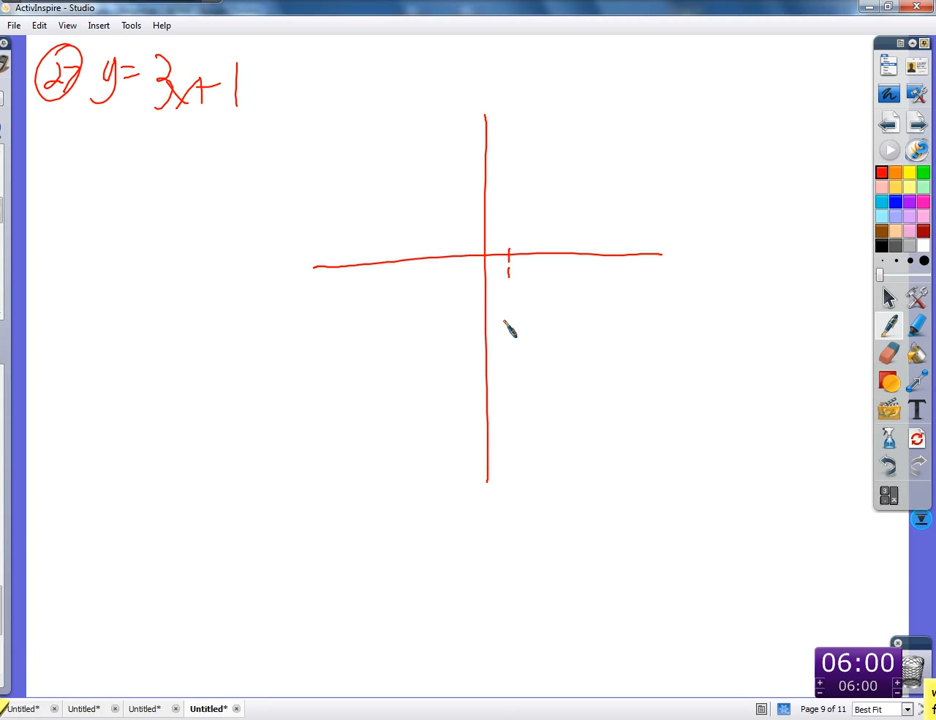 ActivInspire - Studio
File Edit View Insert Tools Help
27 y = 3x + 1
1
06:00
06:00
Untitled* Untitled* Untitled* Untitled* Page 9 of 11 Best Fit